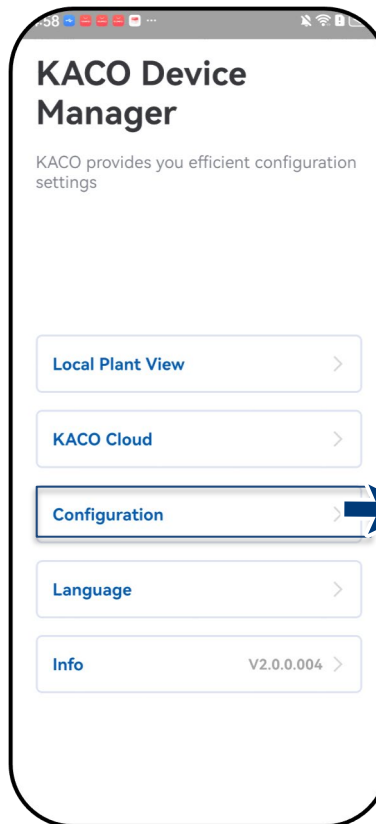 :58
KACO Device
Manager
KACO provides you efficient configuration
settings
Local Plant View
KACO Cloud
Configuration
Language
Info V2.0.0.004